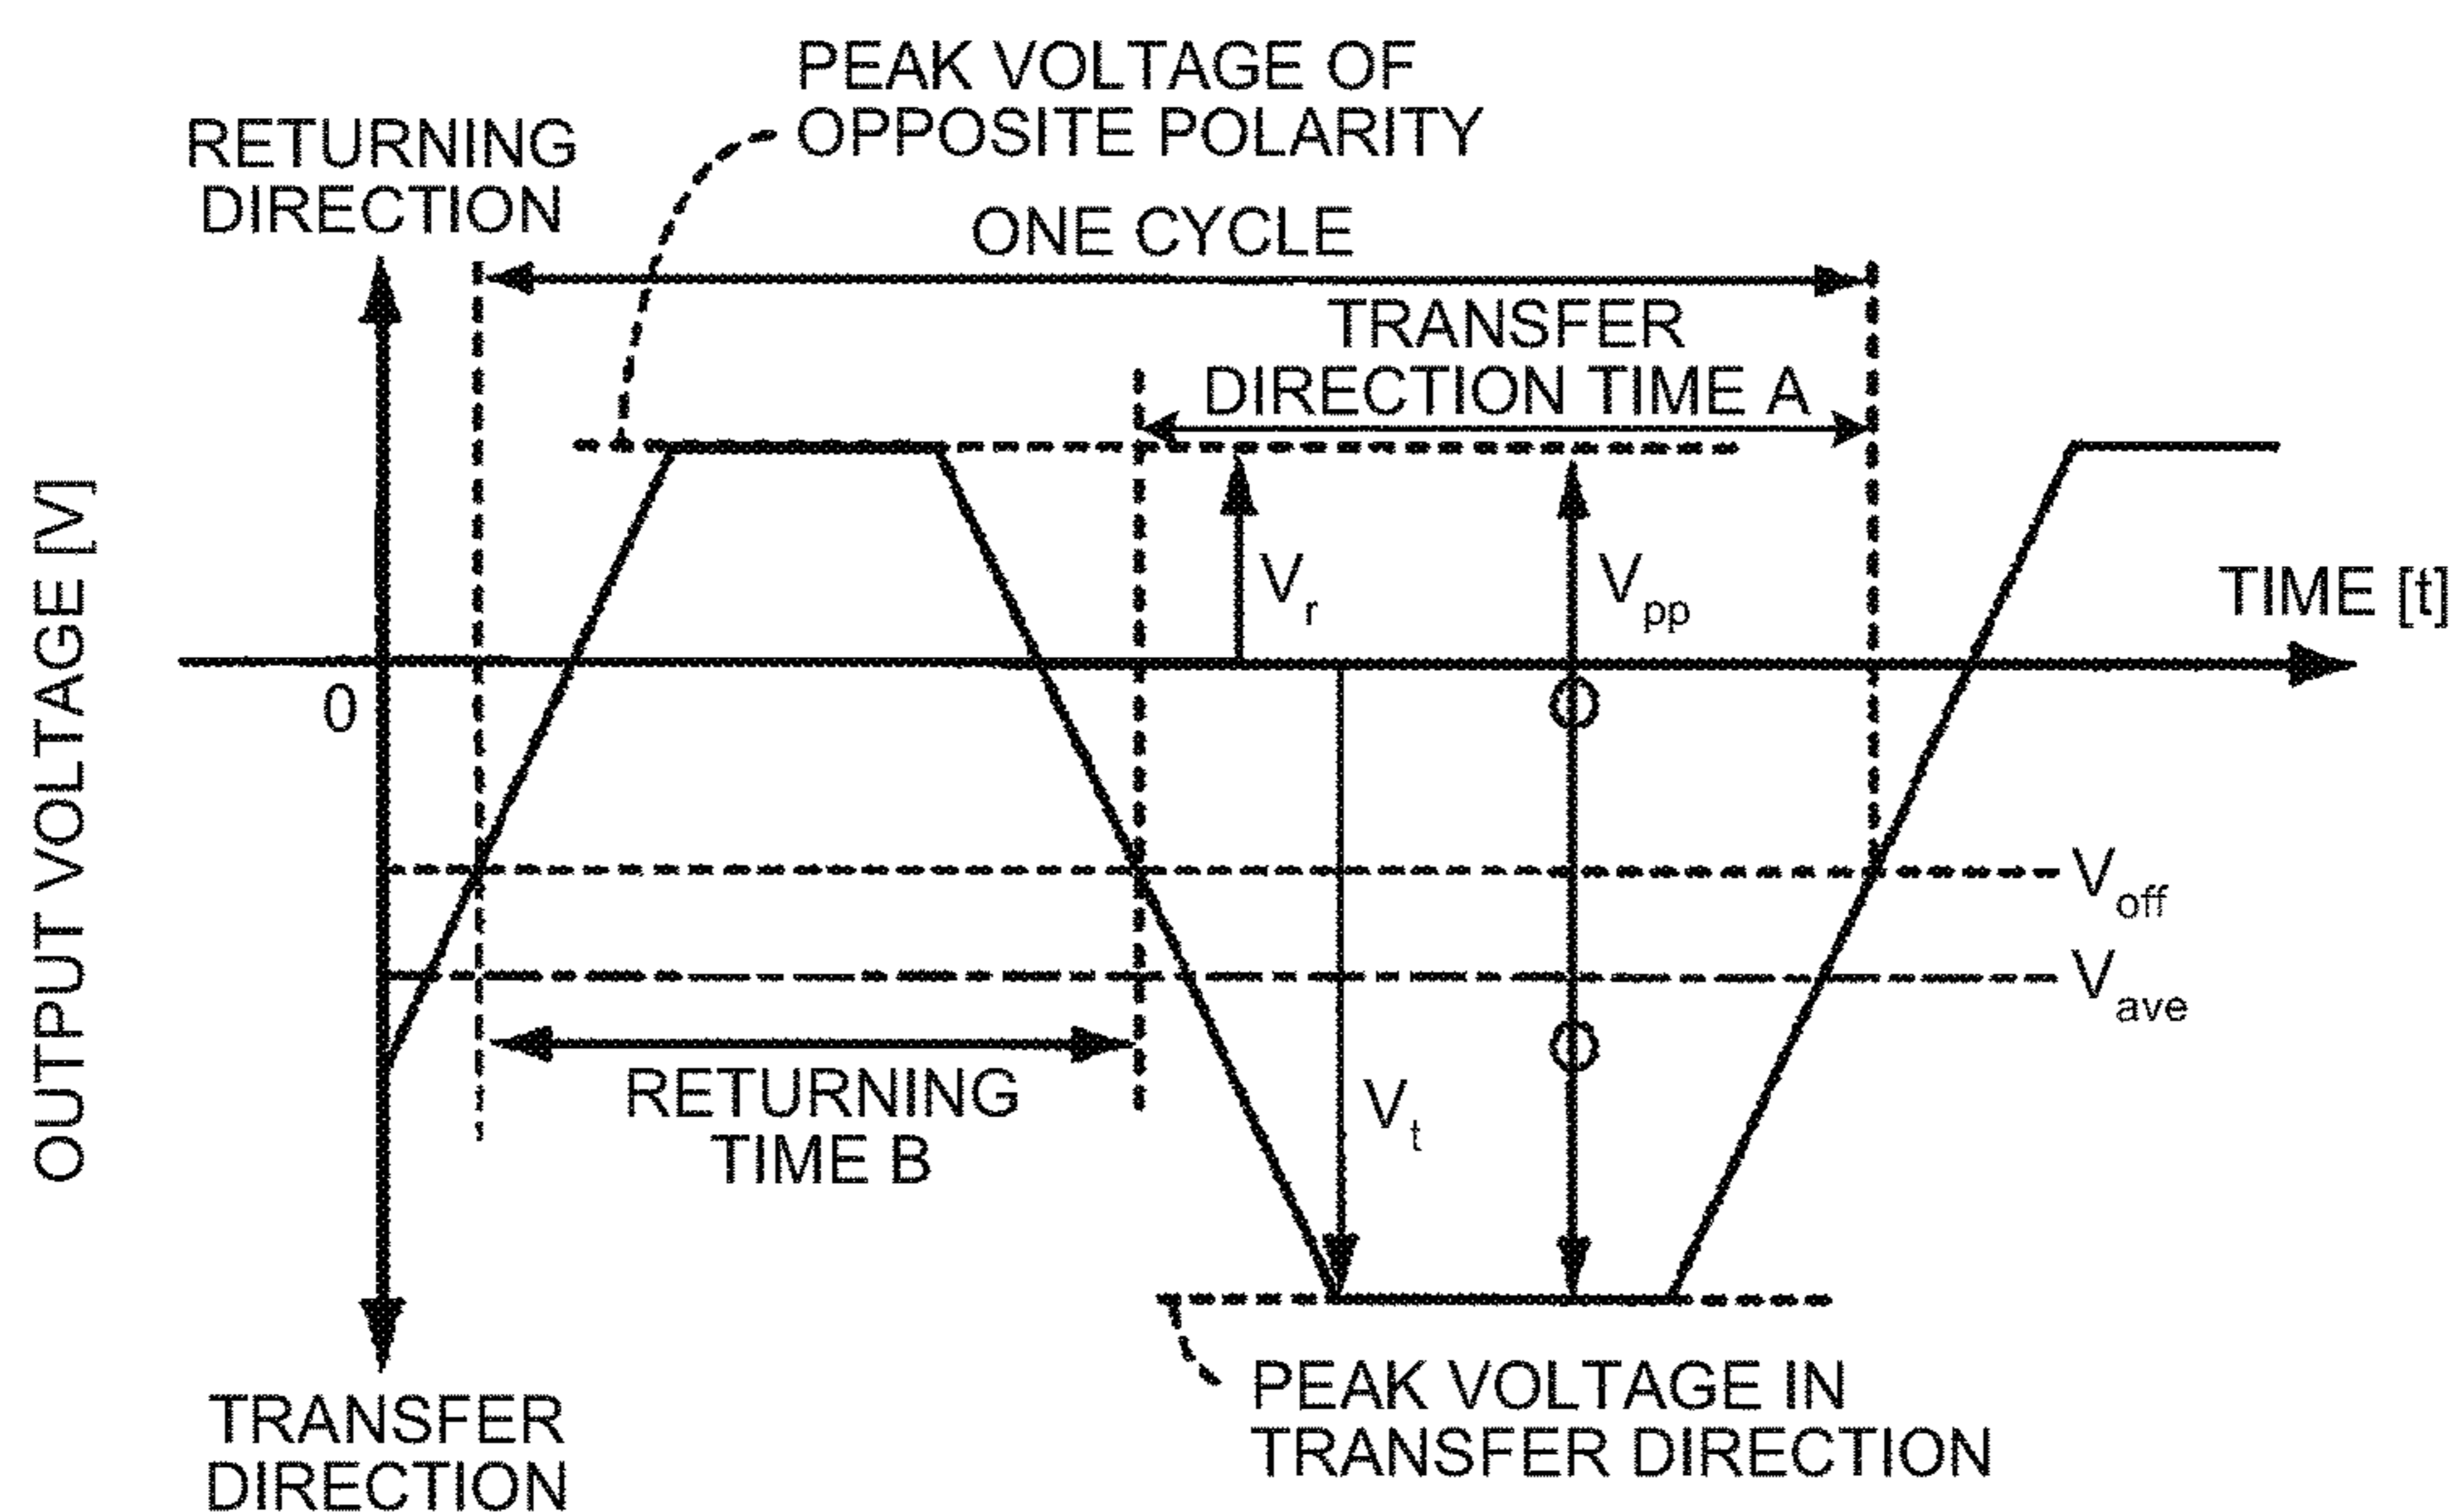 PEAK VOLTAGE OF
OPPOSITE POLARITY
RETURNING
DIRECTION
ONE CYCLE
TRANSFER
DIRECTION TIME A
OUTPUT VOLTAGE [V]
V_r
V_pp
TIME [t]
0
V_off
V_ave
RETURNING
TIME B
V_t
PEAK VOLTAGE IN
TRANSFER DIRECTION
TRANSFER
DIRECTION